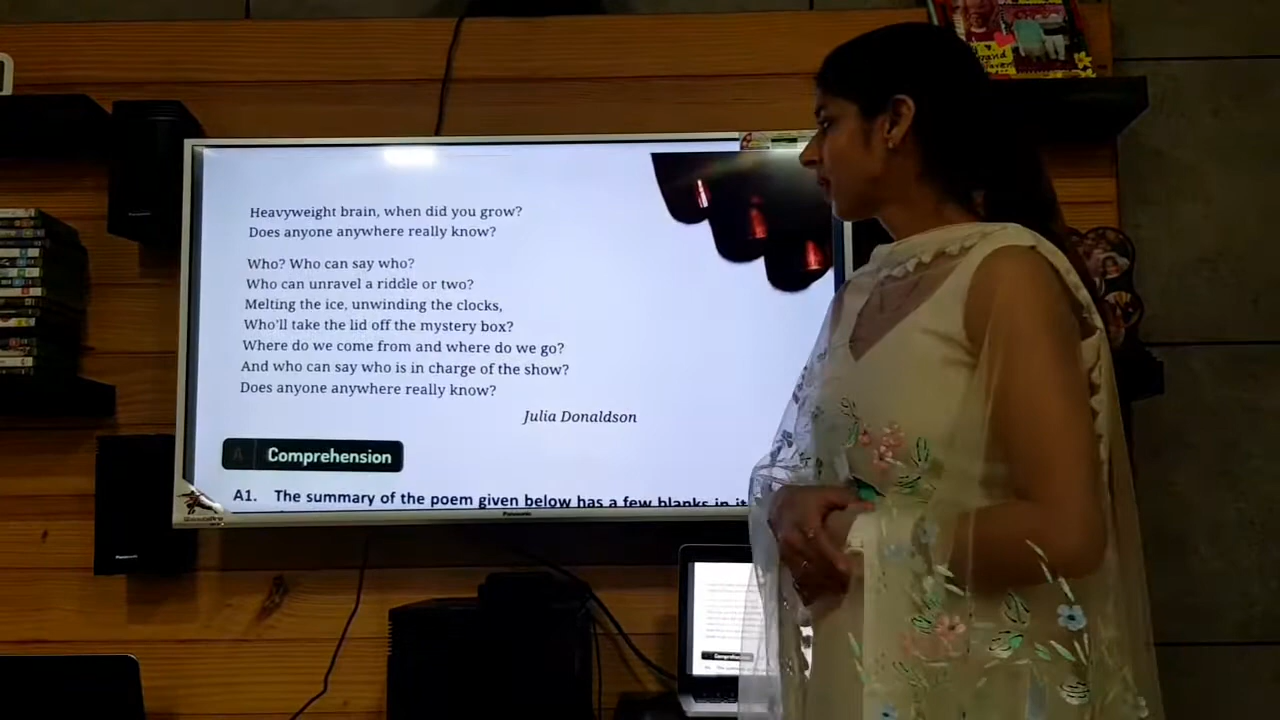 Heavyweight brain, when did you grow?
Does anyone anywhere really know?
Who? Who can say who?
Who can unravel a riddle or two?
Melting the ice, unwinding the clocks,
Who'll take the lid off the mystery box?
Where do we come from and where do we go?
And who can say who is in charge of the show?
Does anyone anywhere really know?
Julia Donaldson
A Comprehension
A1. The summary of the poem given below has a few blanks in it
Panasonic
Comprehension